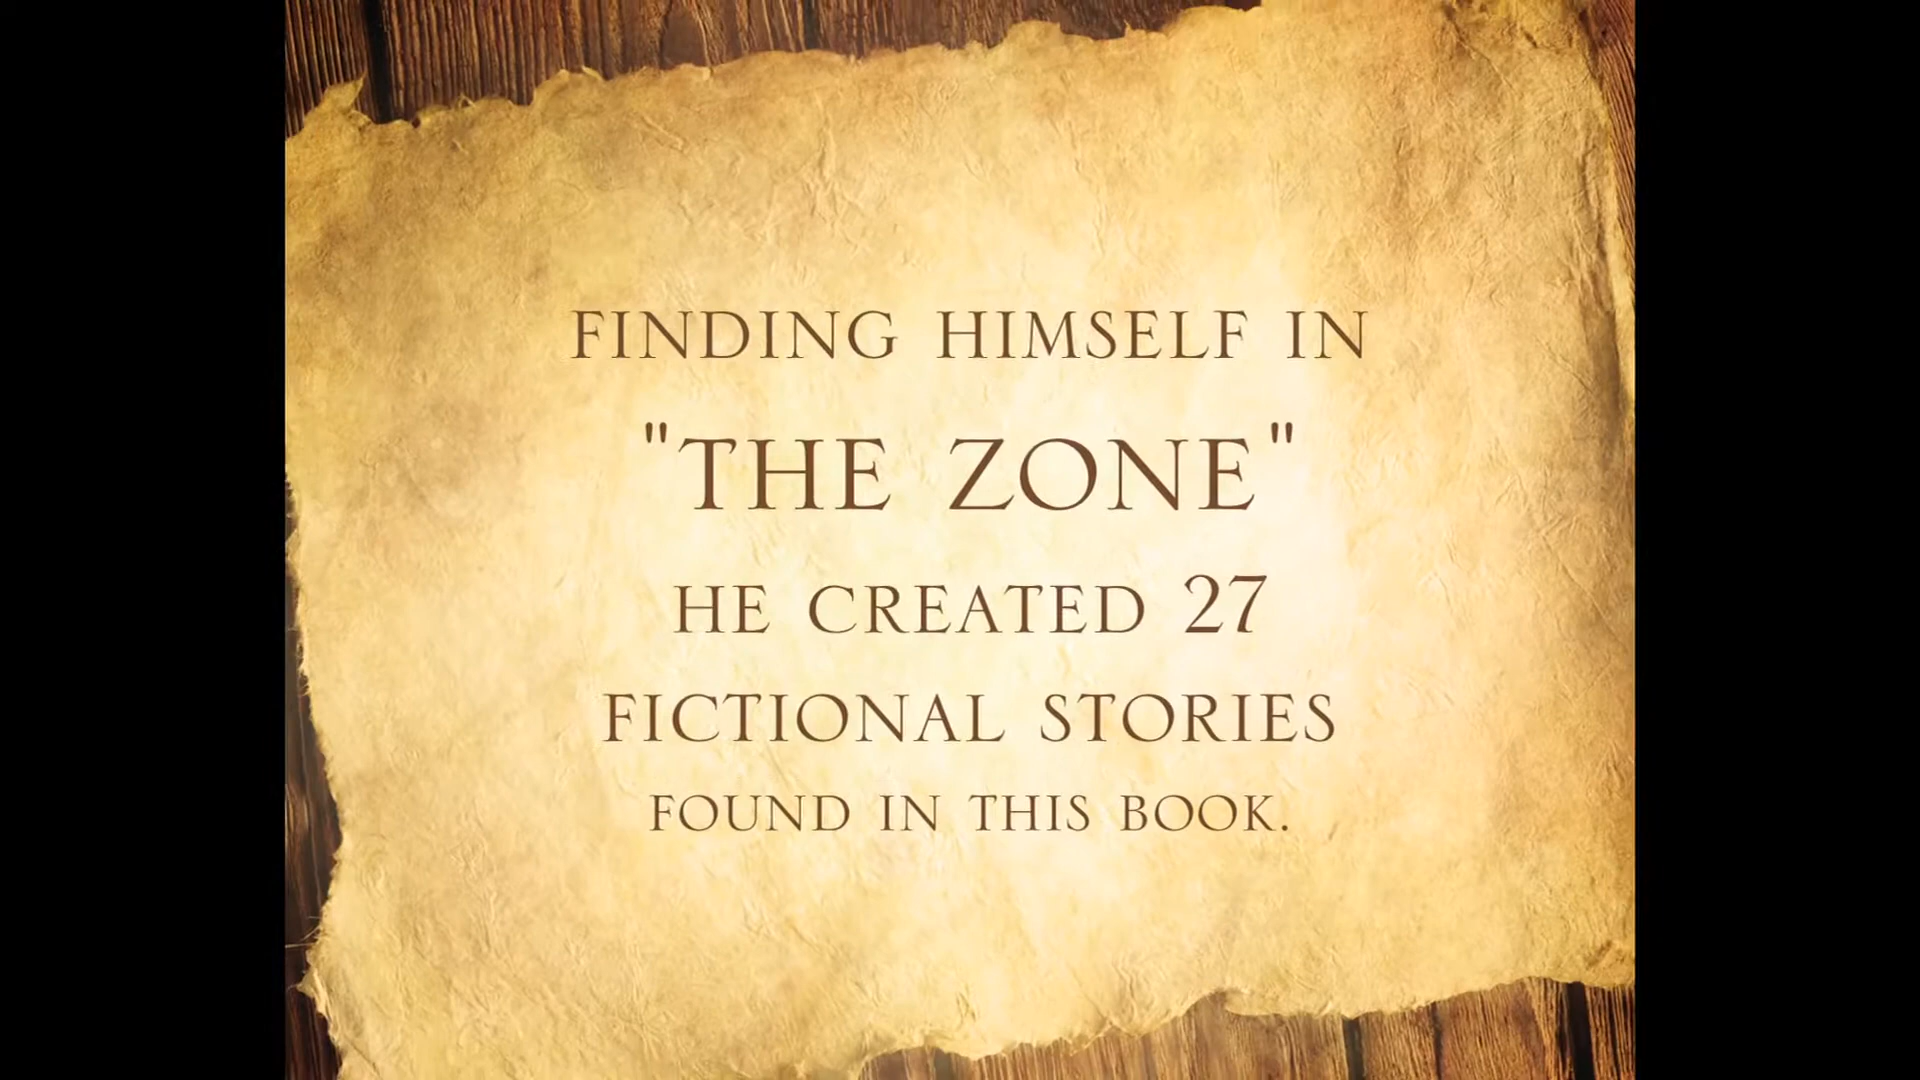 FINDING HIMSELF IN
"THE ZONE"
HE CREATED 27
FICTIONAL STORIES
FOUND IN THIS BOOK.